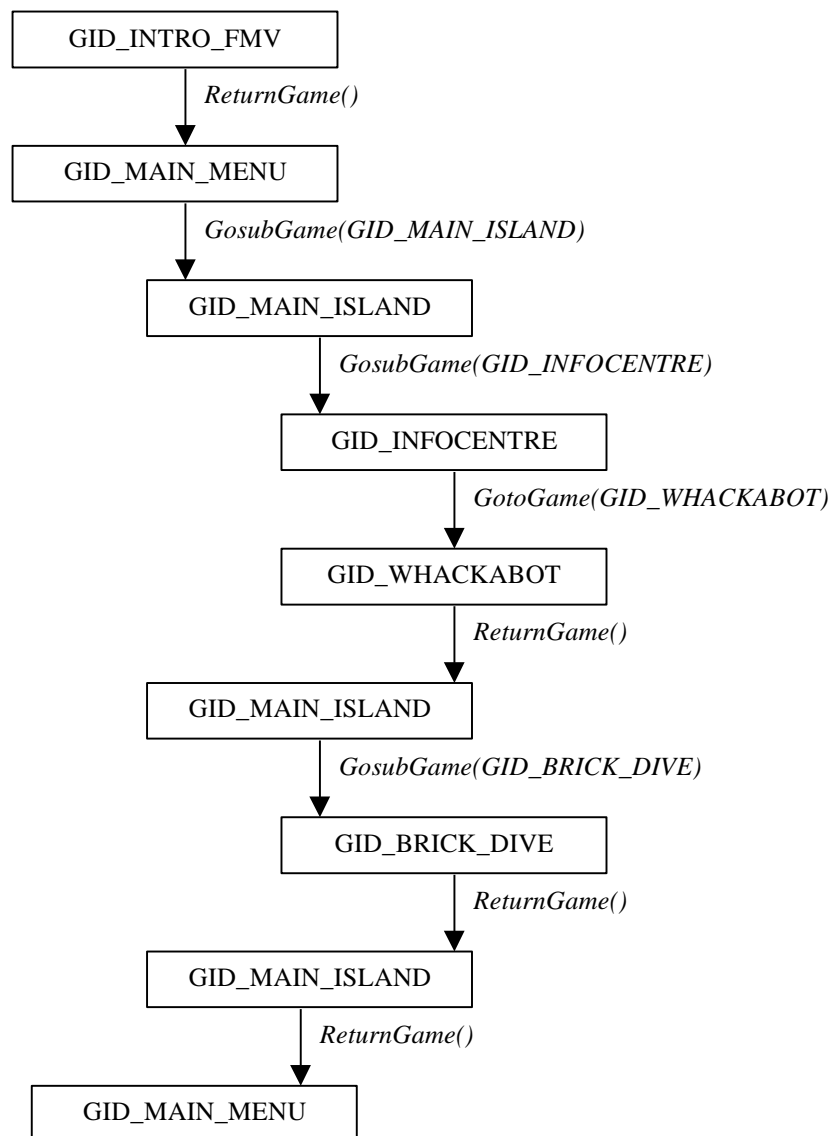 GID_INTRO_FMV
ReturnGame()
GID_MAIN_MENU
GosubGame(GID_MAIN_ISLAND)
GID_MAIN_ISLAND
GosubGame(GID_INFOCENTRE)
GID_INFOCENTRE
GotoGame(GID_WHACKABOT)
GID_WHACKABOT
ReturnGame()
GID_MAIN_ISLAND
GosubGame(GID_BRICK_DIVE)
GID_BRICK_DIVE
ReturnGame()
GID_MAIN_ISLAND
ReturnGame()
GID_MAIN_MENU